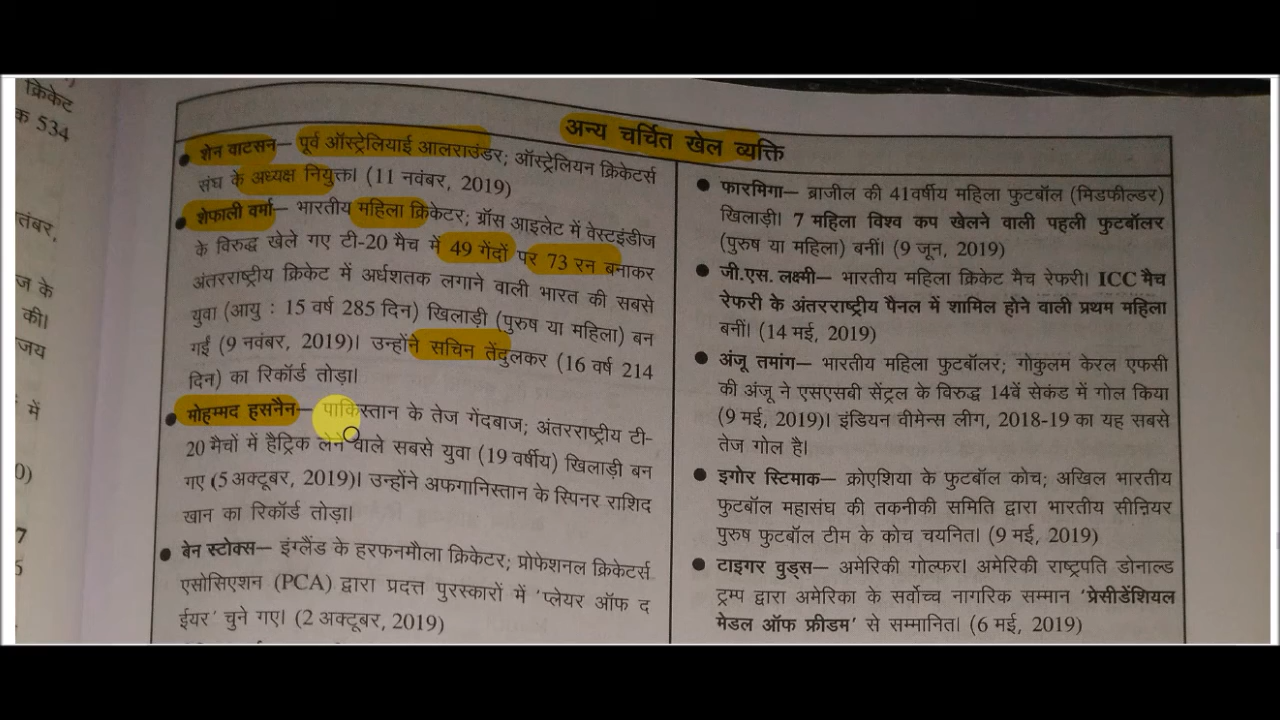 क्रिकेट
क 534
तंबर,
ज के
की।
जय
में
0)
7
5
अन्य चर्चित खेल व्यक्ति
● शेन वाटसन– पूर्व ऑस्ट्रेलियाई आलराउंडर; ऑस्ट्रेलियन क्रिकेटर्स
संघ के अध्यक्ष नियुक्त। (11 नवंबर, 2019)
● शेफाली वर्मा– भारतीय महिला क्रिकेटर; ग्रॉस आइलेट में वेस्टइंडीज
के विरुद्ध खेले गए टी-20 मैच में 49 गेंदों पर 73 रन बनाकर
अंतरराष्ट्रीय क्रिकेट में अर्धशतक लगाने वाली भारत की सबसे
युवा (आयु : 15 वर्ष 285 दिन) खिलाड़ी (पुरुष या महिला) बन
गईं (9 नवंबर, 2019)। उन्होंने सचिन तेंदुलकर (16 वर्ष 214
दिन) का रिकॉर्ड तोड़ा।
● मोहम्मद हसनैन– पाकिस्तान के तेज गेंदबाज; अंतरराष्ट्रीय टी-
20 मैचों में हैट्रिक लेने वाले सबसे युवा (19 वर्षीय) खिलाड़ी बन
गए (5 अक्टूबर, 2019)। उन्होंने अफगानिस्तान के स्पिनर राशिद
खान का रिकॉर्ड तोड़ा।
● बेन स्टोक्स– इंग्लैंड के हरफनमौला क्रिकेटर; प्रोफेशनल क्रिकेटर्स
एसोसिएशन (PCA) द्वारा प्रदत्त पुरस्कारों में 'प्लेयर ऑफ द
ईयर' चुने गए। (2 अक्टूबर, 2019)
● फारमिगा– ब्राजील की 41वर्षीय महिला फुटबॉल (मिडफील्डर)
खिलाड़ी। 7 महिला विश्व कप खेलने वाली पहली फुटबॉलर
(पुरुष या महिला) बनीं। (9 जून, 2019)
● जी.एस. लक्ष्मी– भारतीय महिला क्रिकेट मैच रेफरी। ICC मैच
रेफरी के अंतरराष्ट्रीय पैनल में शामिल होने वाली प्रथम महिला
बनीं। (14 मई, 2019)
● अंजू तमांग– भारतीय महिला फुटबॉलर; गोकुलम केरल एफसी
की अंजू ने एसएसबी सेंट्रल के विरुद्ध 14वें सेकंड में गोल किया
(9 मई, 2019)। इंडियन वीमेन्स लीग, 2018-19 का यह सबसे
तेज गोल है।
● इगोर स्टिमाक– क्रोएशिया के फुटबॉल कोच; अखिल भारतीय
फुटबॉल महासंघ की तकनीकी समिति द्वारा भारतीय सीनियर
पुरुष फुटबॉल टीम के कोच चयनित। (9 मई, 2019)
● टाइगर वुड्स– अमेरिकी गोल्फर। अमेरिकी राष्ट्रपति डोनाल्ड
ट्रम्प द्वारा अमेरिका के सर्वोच्च नागरिक सम्मान 'प्रेसीडेंशियल
मेडल ऑफ फ्रीडम' से सम्मानित। (6 मई, 2019)